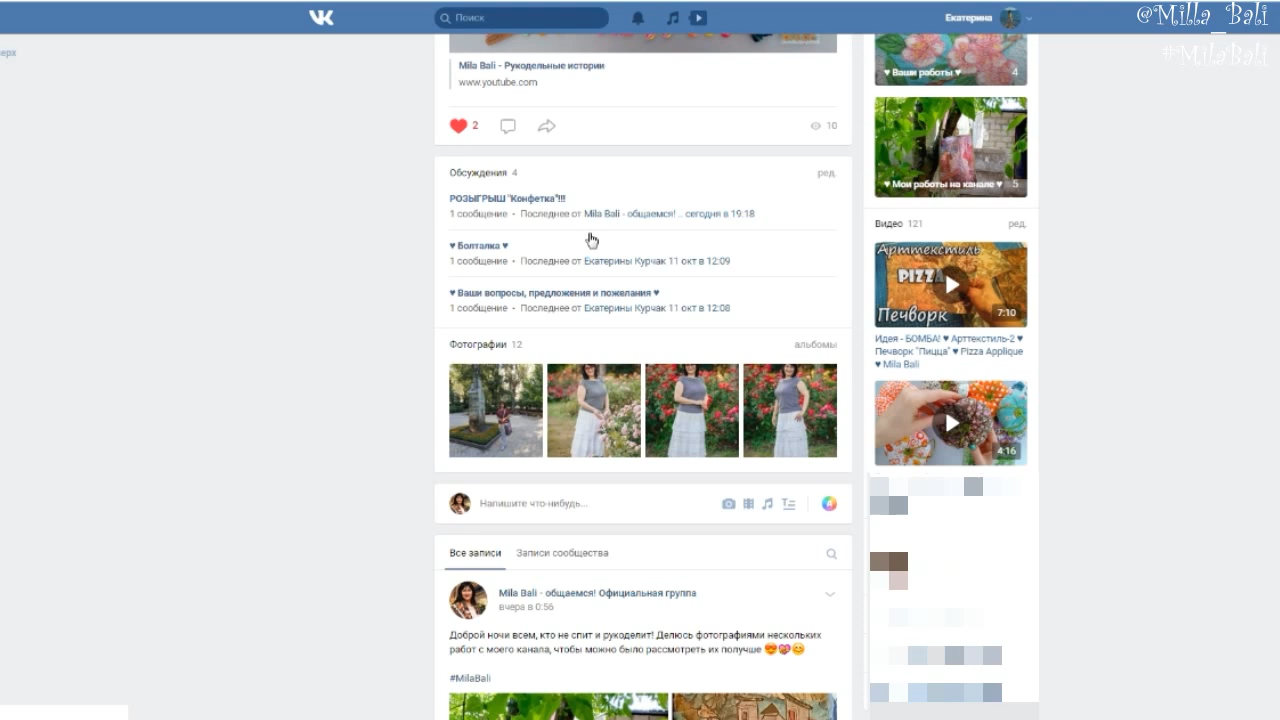 Поиск
Екатерина
@Milla_Bali
#MilaBali
ерх
Mila Bali - Рукодельные истории
www.youtube.com
2
10
Обсуждения 4
ред.
РОЗЫГРЫШ "Конфетка"!!!
1 сообщение • Последнее от Mila Bali - общаемся! .. сегодня в 19:18
♥ Болталка ♥
1 сообщение • Последнее от Екатерины Курчак 11 окт в 12:09
♥ Ваши вопросы, предложения и пожелания ♥
1 сообщение • Последнее от Екатерины Курчак 11 окт в 12:08
Фотографии 12
альбомы
Напишите что-нибудь...
Все записи
Записи сообщества
Mila Bali - общаемся! Официальная группа
вчера в 0:56
Доброй ночи всем, кто не спит и рукоделит! Делюсь фотографиями нескольких
работ с моего канала, чтобы можно было рассмотреть их получше 😍💝😊
#MilaBali
♥ Ваши работы ♥ 4
♥ Мои работы на канале ♥ 5
Видео 121
ред.
Арттекстиль
PIZZA
Печворк
7:10
Идея - БОМБА! ♥ Арттекстиль-2 ♥
Печворк "Пицца" ♥ Pizza Applique
♥ Mila Bali
4:16